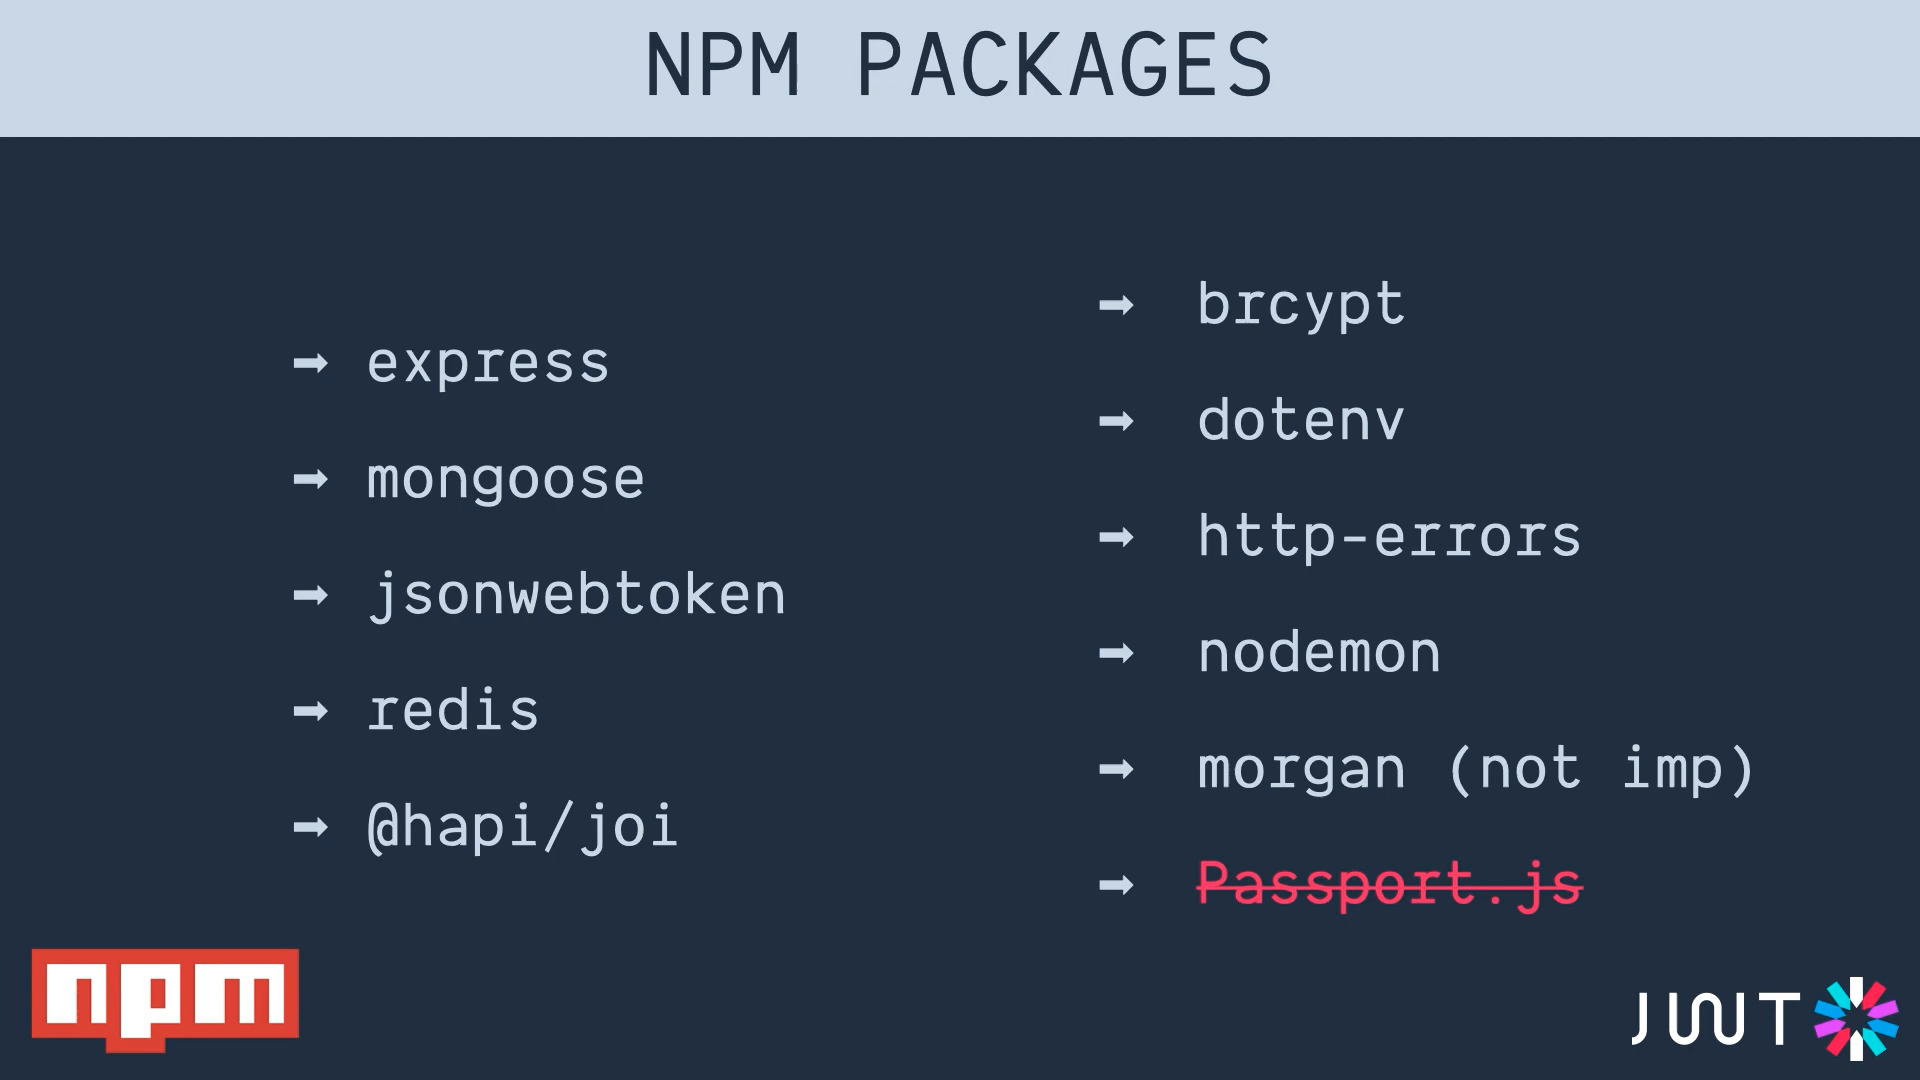 NPM PACKAGES
➡ express
➡ mongoose
➡ jsonwebtoken
➡ redis
➡ @hapi/joi
➡ brcypt
➡ dotenv
➡ http-errors
➡ nodemon
➡ morgan (not imp)
➡ Passport.js
npm
JWT